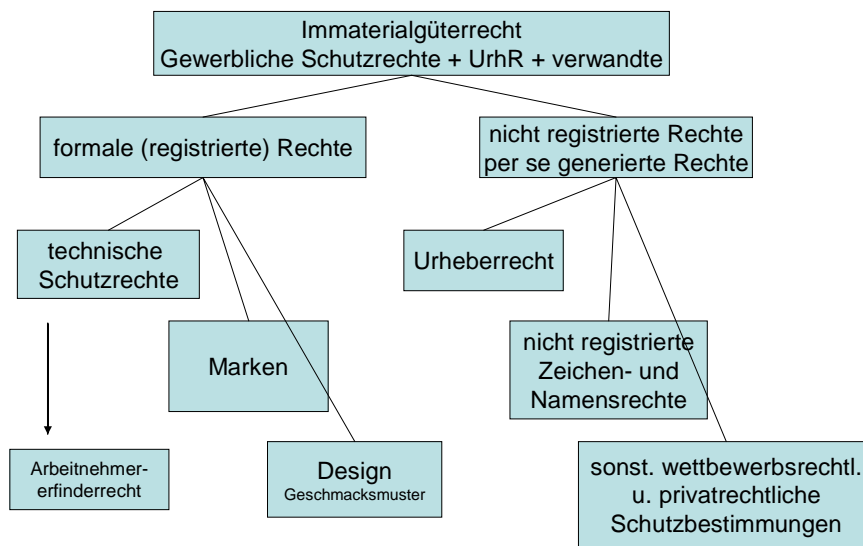 Immaterialgüterrecht
Gewerbliche Schutzrechte + UrhR + verwandte
formale (registrierte) Rechte
nicht registrierte Rechte
per se generierte Rechte
technische
Schutzrechte
Urheberrecht
Marken
nicht registrierte
Zeichen- und
Namensrechte
Arbeitnehmer-
erfinderrecht
Design
Geschmacksmuster
sonst. wettbewerbsrechtl.
u. privatrechtliche
Schutzbestimmungen